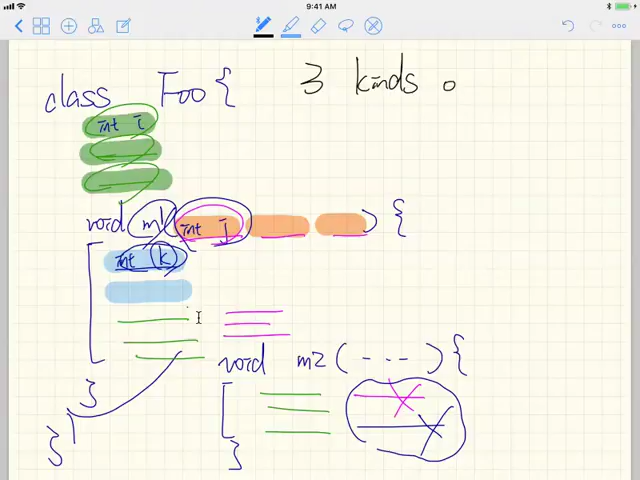 9:41 AM
class Foo{
3 kinds o
int i
void m1(int j ) {
int k
}
void m2 (----) {
}
}